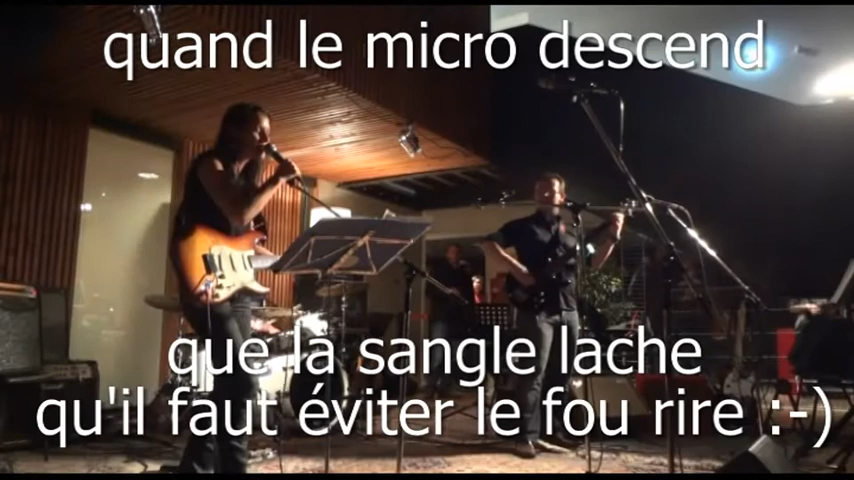 quand le micro descend
que la sangle lache
qu'il faut éviter le fou rire :-)